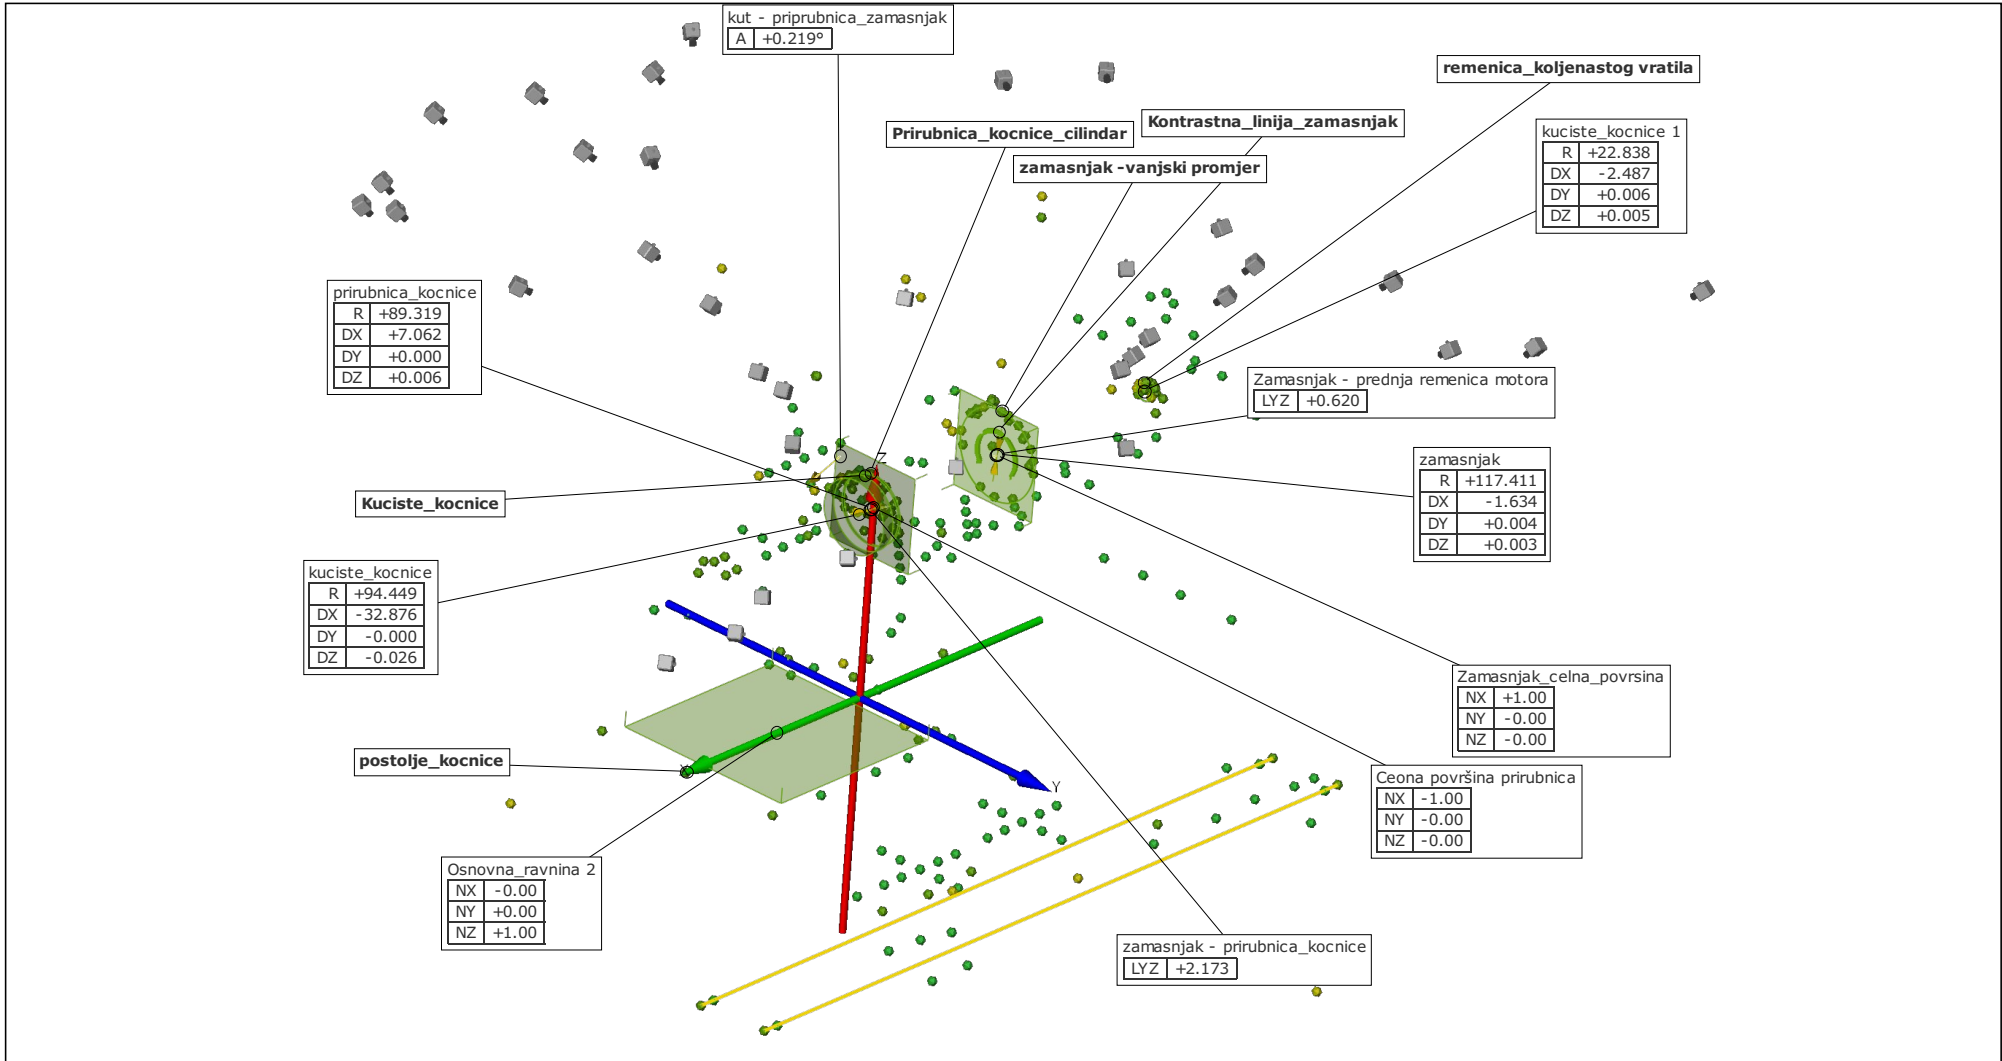 kut - priprubnica_zamasnjak
A +0.219°
remenica_koljenastog vratila
Kontrastna_linija_zamasnjak
Prirubnica_kocnice_cilindar
zamasnjak -vanjski promjer
kuciste_kocnice 1
R +22.838
DX -2.487
DY +0.006
DZ +0.005
prirubnica_kocnice
R +89.319
DX +7.062
DY +0.000
DZ +0.006
Zamasnjak - prednja remenica motora
LYZ +0.620
zamasnjak
R +117.411
DX -1.634
DY +0.004
DZ +0.003
Z
Kuciste_kocnice
kuciste_kocnice
R +94.449
DX -32.876
DY -0.000
DZ -0.026
Zamasnjak_celna_povrsina
NX +1.00
NY -0.00
NZ -0.00
postolje_kocnice
Y
Ceona površina prirubnica
NX -1.00
NY -0.00
NZ -0.00
Osnovna_ravnina 2
NX -0.00
NY +0.00
NZ +1.00
zamasnjak - prirubnica_kocnice
LYZ +2.173